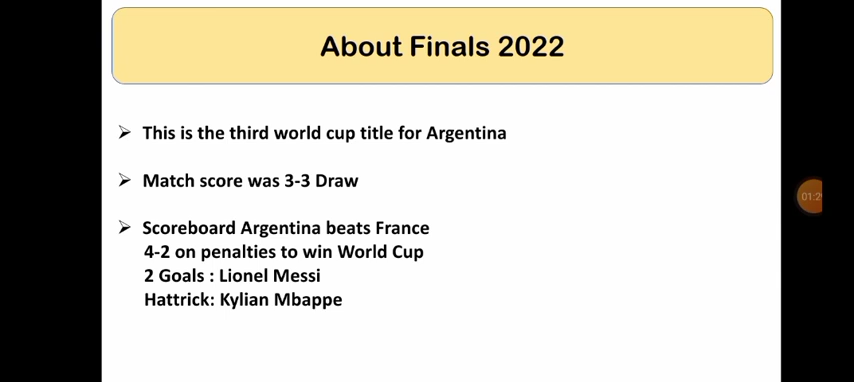 About Finals 2022
➤ This is the third world cup title for Argentina
➤ Match score was 3-3 Draw
➤ Scoreboard Argentina beats France
4-2 on penalties to win World Cup
2 Goals : Lionel Messi
Hattrick: Kylian Mbappe